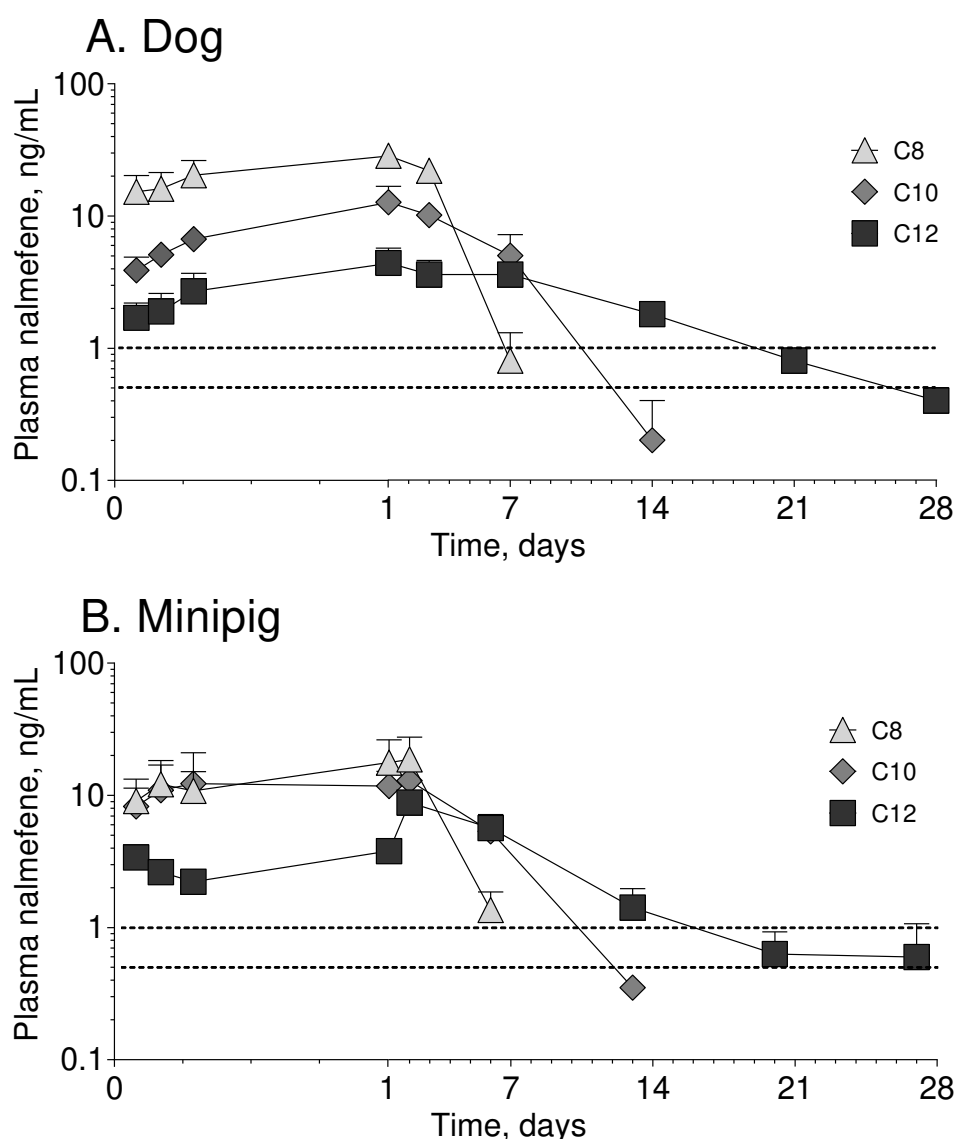 A. Dog
Plasma nalmefene, ng/mL
100
10
1
0.1
C8
C10
C12
0 1 7 14 21 28
Time, days
B. Minipig
Plasma nalmefene, ng/mL
100
10
1
0.1
C8
C10
C12
0 1 7 14 21 28
Time, days